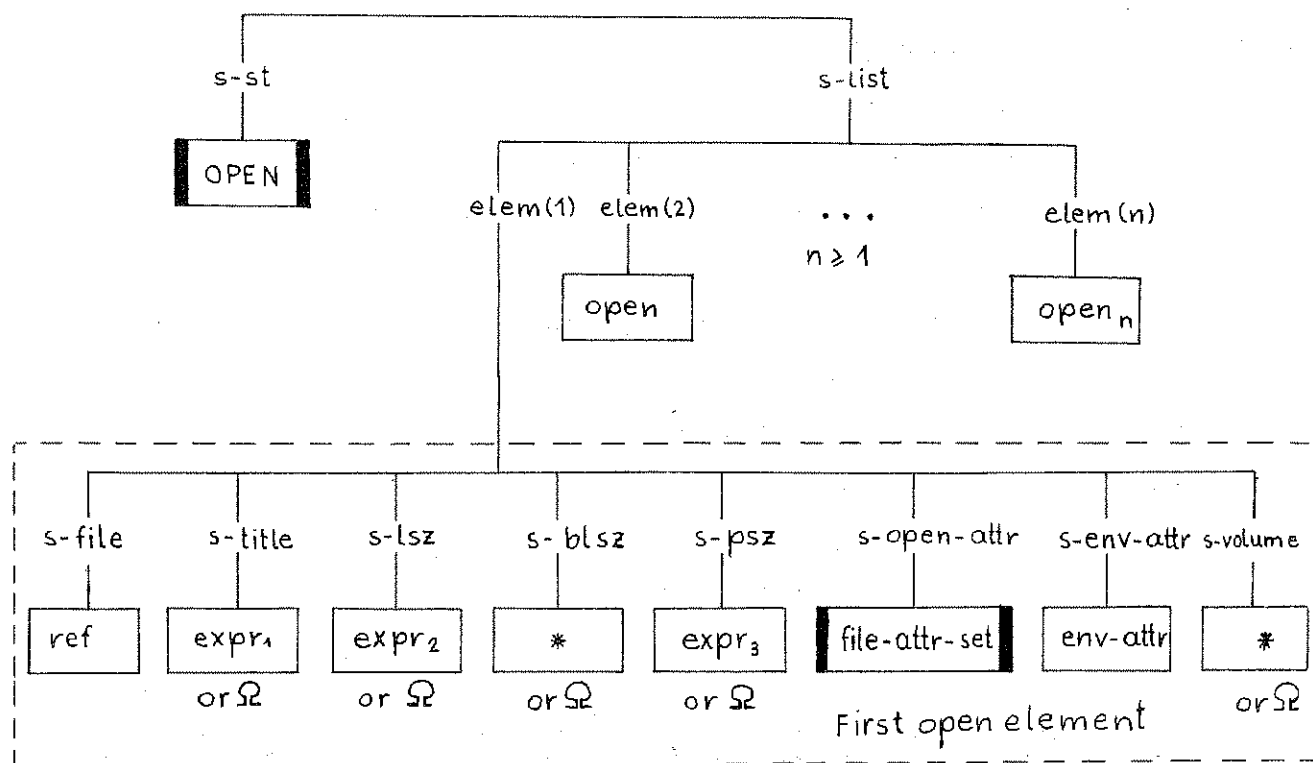 s-st s-list
OPEN
elem(1) elem(2) ... elem(n)
n ≥ 1
open open n
s-file s-title s-lsz s-blsz s-psz s-open-attr s-env-attr s-volume
ref expr₁ expr₂ * expr₃ file-attr-set env-attr *
or Ω or Ω or Ω or Ω or Ω
First open element